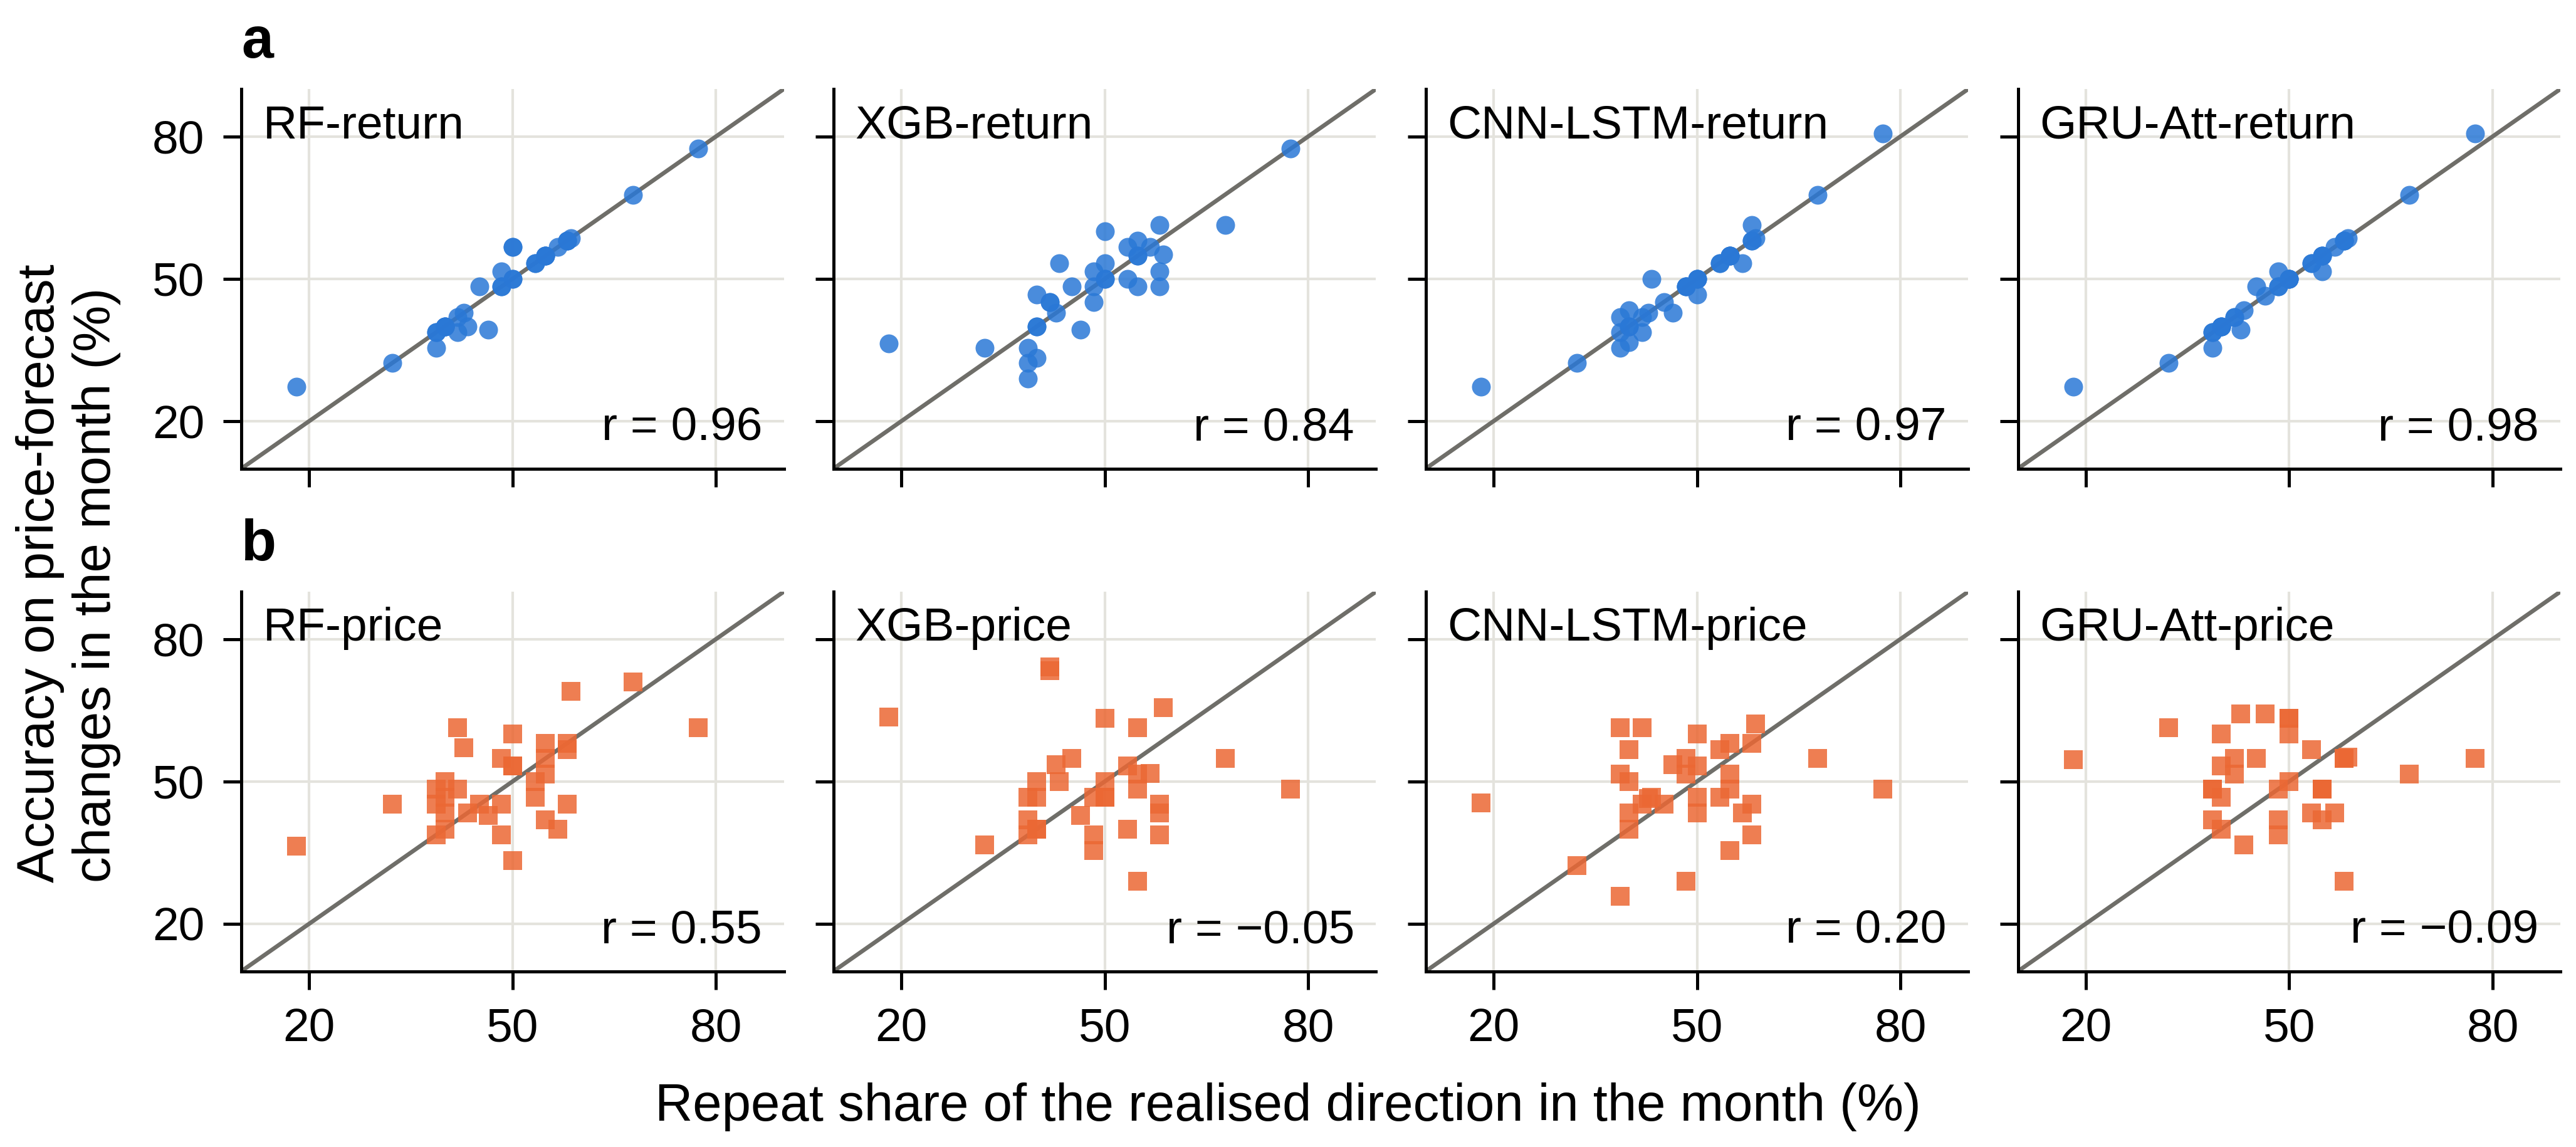 a
RF-return
XGB-return
CNN-LSTM-return
GRU-Att-return
80
50
20
r = 0.96
r = 0.84
r = 0.97
r = 0.98
Accuracy on price-forecast
changes in the month (%)
b
RF-price
XGB-price
CNN-LSTM-price
GRU-Att-price
80
50
20
r = 0.55
r = −0.05
r = 0.20
r = −0.09
20 50 80
20 50 80
20 50 80
20 50 80
Repeat share of the realised direction in the month (%)